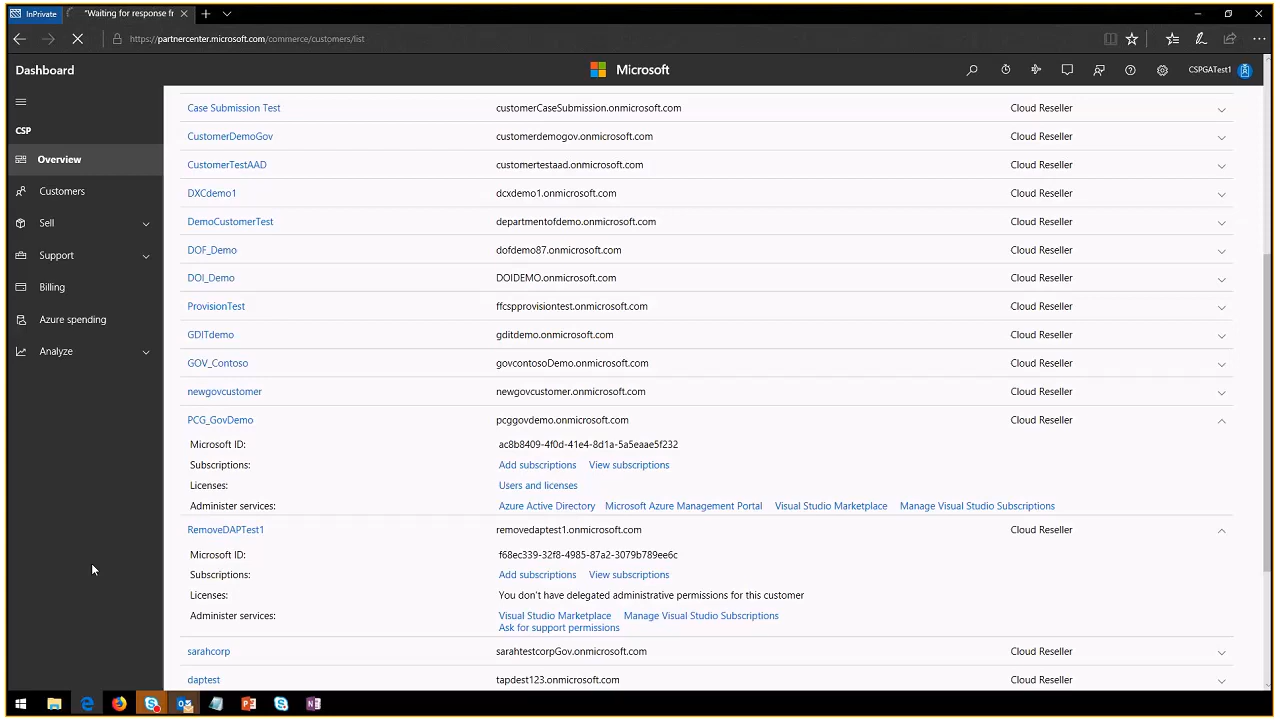 InPrivate
"Waiting for response fr
https://partnercenter.microsoft.com/commerce/customers/list
Dashboard
Microsoft
CSPGATest1
CSP
Overview
Customers
Sell
Support
Billing
Azure spending
Analyze
Case Submission Test customerCaseSubmission.onmicrosoft.com Cloud Reseller
CustomerDemoGov customerdemogov.onmicrosoft.com Cloud Reseller
CustomerTestAAD customertestaad.onmicrosoft.com Cloud Reseller
DXCdemo1 dcxdemo1.onmicrosoft.com Cloud Reseller
DemoCustomerTest departmentofdemo.onmicrosoft.com Cloud Reseller
DOF_Demo dofdemo87.onmicrosoft.com Cloud Reseller
DOI_Demo DOIDEMO.onmicrosoft.com Cloud Reseller
ProvisionTest ffcspprovisiontest.onmicrosoft.com Cloud Reseller
GDITdemo gditdemo.onmicrosoft.com Cloud Reseller
GOV_Contoso govcontosoDemo.onmicrosoft.com Cloud Reseller
newgovcustomer newgovcustomer.onmicrosoft.com Cloud Reseller
PCG_GovDemo pcggovdemo.onmicrosoft.com Cloud Reseller
Microsoft ID: ac8b8409-4f0d-41e4-8d1a-5a5eaae5f232
Subscriptions: Add subscriptions View subscriptions
Licenses: Users and licenses
Administer services: Azure Active Directory Microsoft Azure Management Portal Visual Studio Marketplace Manage Visual Studio Subscriptions
RemoveDAPTest1 removedaptest1.onmicrosoft.com Cloud Reseller
Microsoft ID: f68ec339-32f8-4985-87a2-3079b789ee6c
Subscriptions: Add subscriptions View subscriptions
Licenses: You don't have delegated administrative permissions for this customer
Administer services: Visual Studio Marketplace Manage Visual Studio Subscriptions
Ask for support permissions
sarahcorp sarahtestcorpGov.onmicrosoft.com Cloud Reseller
daptest tapdest123.onmicrosoft.com Cloud Reseller